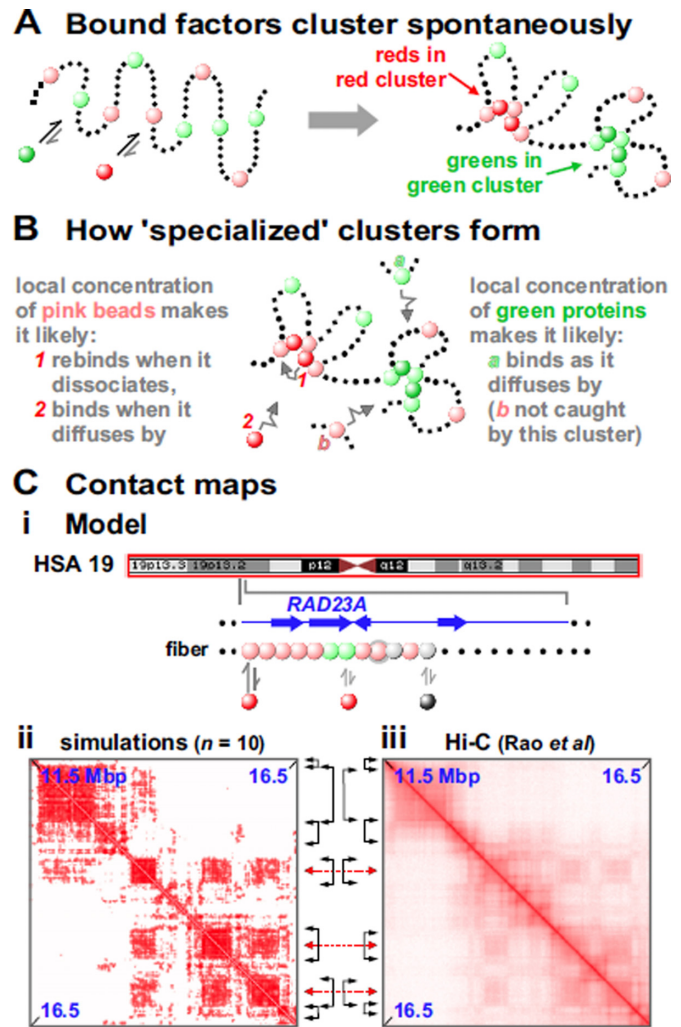 A Bound factors cluster spontaneously
reds in
red cluster
greens in
green cluster
B How 'specialized' clusters form
local concentration
of pink beads makes
it likely:
1 rebinds when it
dissociates,
2 binds when it
diffuses by
a
1
2
b
local concentration
of green proteins
makes it likely:
a binds as it
diffuses by
(b not caught
by this cluster)
C Contact maps
i Model
HSA 19
19p13.3 19p13.2 p12 q12 q13.2
RAD23A
fiber
ii simulations (n = 10)
11.5 Mbp 16.5
16.5
iii Hi-C (Rao et al)
11.5 Mbp 16.5
16.5